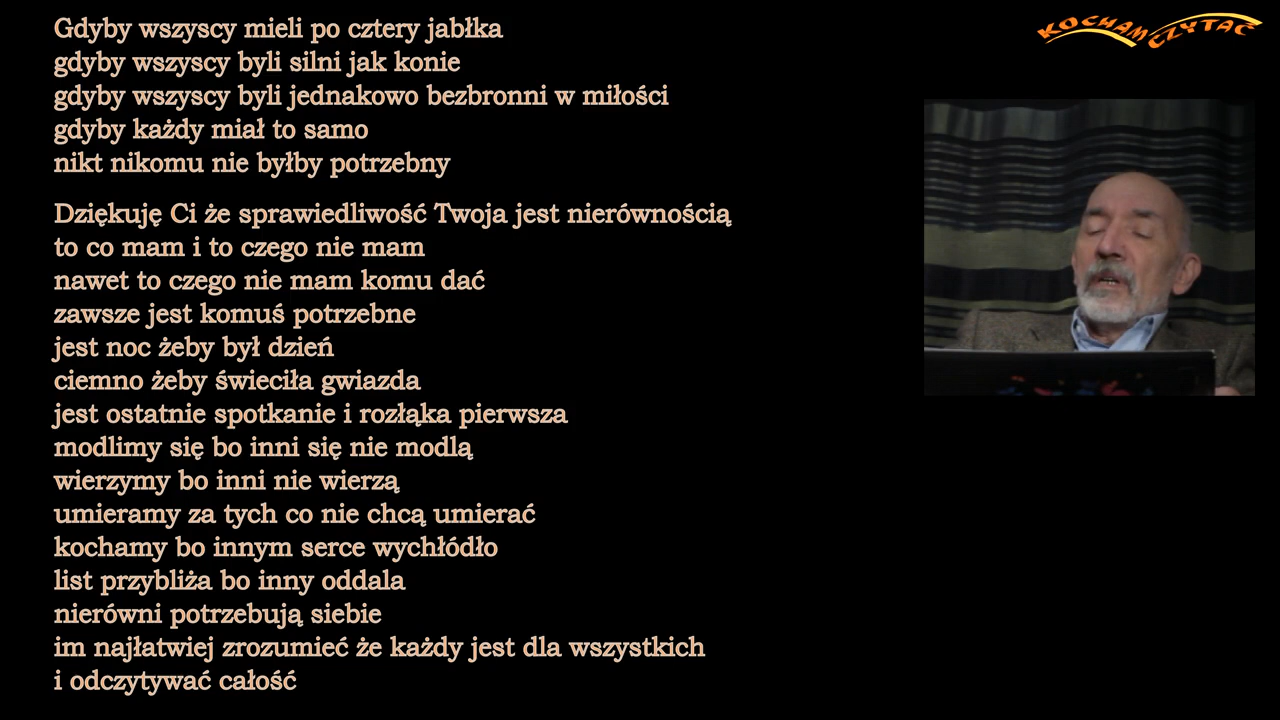 Gdyby wszyscy mieli po cztery jabłka
gdyby wszyscy byli silni jak konie
gdyby wszyscy byli jednakowo bezbronni w miłości
gdyby każdy miał to samo
nikt nikomu nie byłby potrzebny
Dziękuję Ci że sprawiedliwość Twoja jest nierównością
to co mam i to czego nie mam
nawet to czego nie mam komu dać
zawsze jest komuś potrzebne
jest noc żeby był dzień
ciemno żeby świeciła gwiazda
jest ostatnie spotkanie i rozłąka pierwsza
modlimy się bo inni się nie modlą
wierzymy bo inni nie wierzą
umieramy za tych co nie chcą umierać
kochamy bo innym serce wychłódło
list przybliża bo inny oddala
nierówni potrzebują siebie
im najłatwiej zrozumieć że każdy jest dla wszystkich
i odczytywać całość
KOCHAM CZYTAĆ